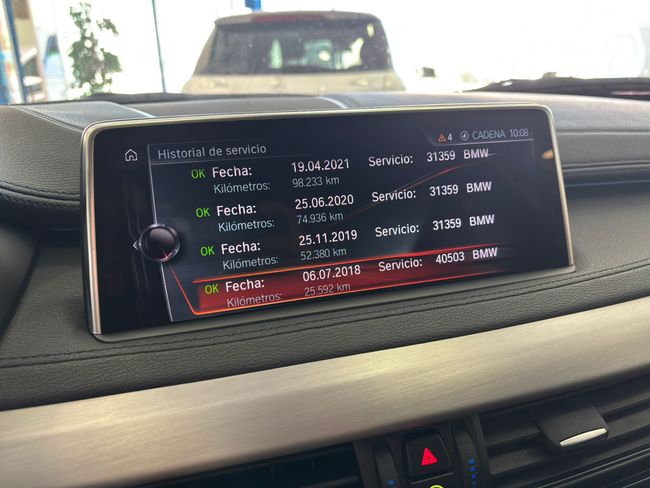 Historial de servicio
4 CADENA 10:08
OK Fecha: 19.04.2021 Servicio: 31359 BMW
Kilómetros: 98.233 km
OK Fecha: 25.06.2020 Servicio: 31359 BMW
Kilómetros: 74.936 km
OK Fecha: 25.11.2019 Servicio: 31359 BMW
Kilómetros: 52.380 km
OK Fecha: 06.07.2018 Servicio: 40503 BMW
Kilómetros: 25.592 km